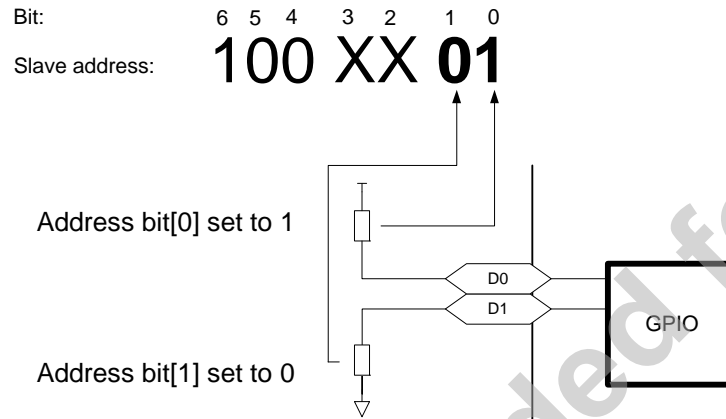 Bit: 6 5 4 3 2 1 0
Slave address: 100 XX 01
Address bit[0] set to 1
D0
D1
GPIO
Address bit[1] set to 0